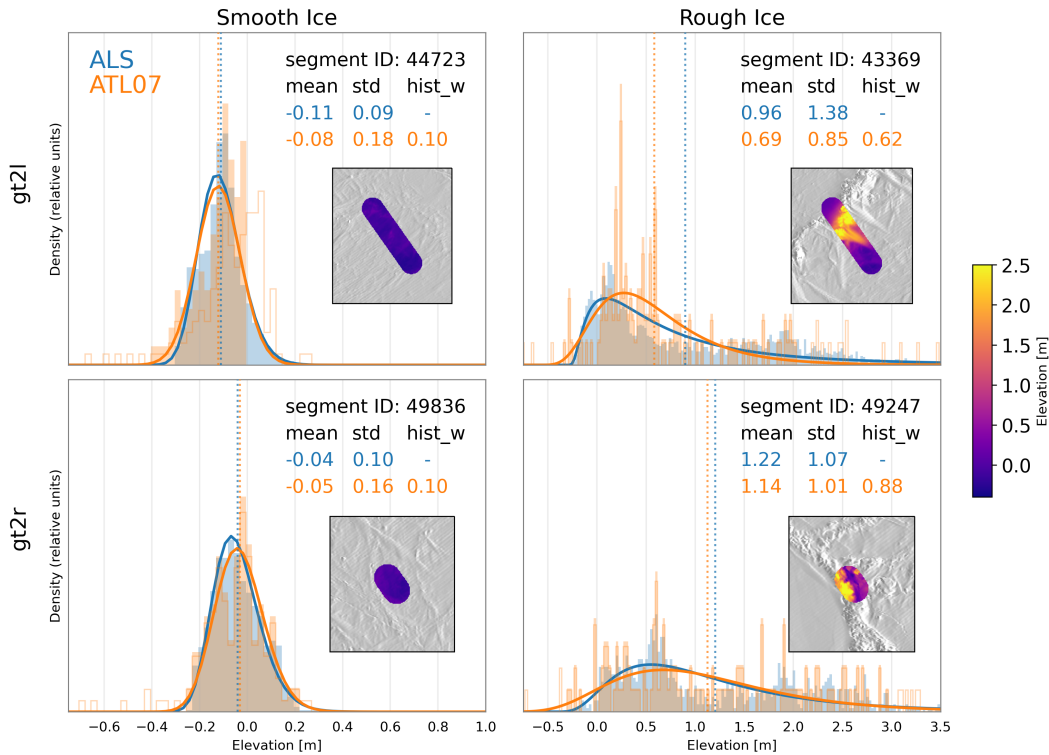 Smooth Ice
Rough Ice
gt2l
Density (relative units)
ALS
ATL07
segment ID: 44723
mean std hist_w
-0.11 0.09 -
-0.08 0.18 0.10
segment ID: 43369
mean std hist_w
0.96 1.38 -
0.69 0.85 0.62
gt2r
Density (relative units)
segment ID: 49836
mean std hist_w
-0.04 0.10 -
-0.05 0.16 0.10
segment ID: 49247
mean std hist_w
1.22 1.07 -
1.14 1.01 0.88
−0.6 −0.4 −0.2 0.0 0.2 0.4 0.6 0.8 1.0
Elevation [m]
−0.5 0.0 0.5 1.0 1.5 2.0 2.5 3.0 3.5
Elevation [m]
2.5
2.0
1.5
1.0
0.5
0.0
Elevation [m]